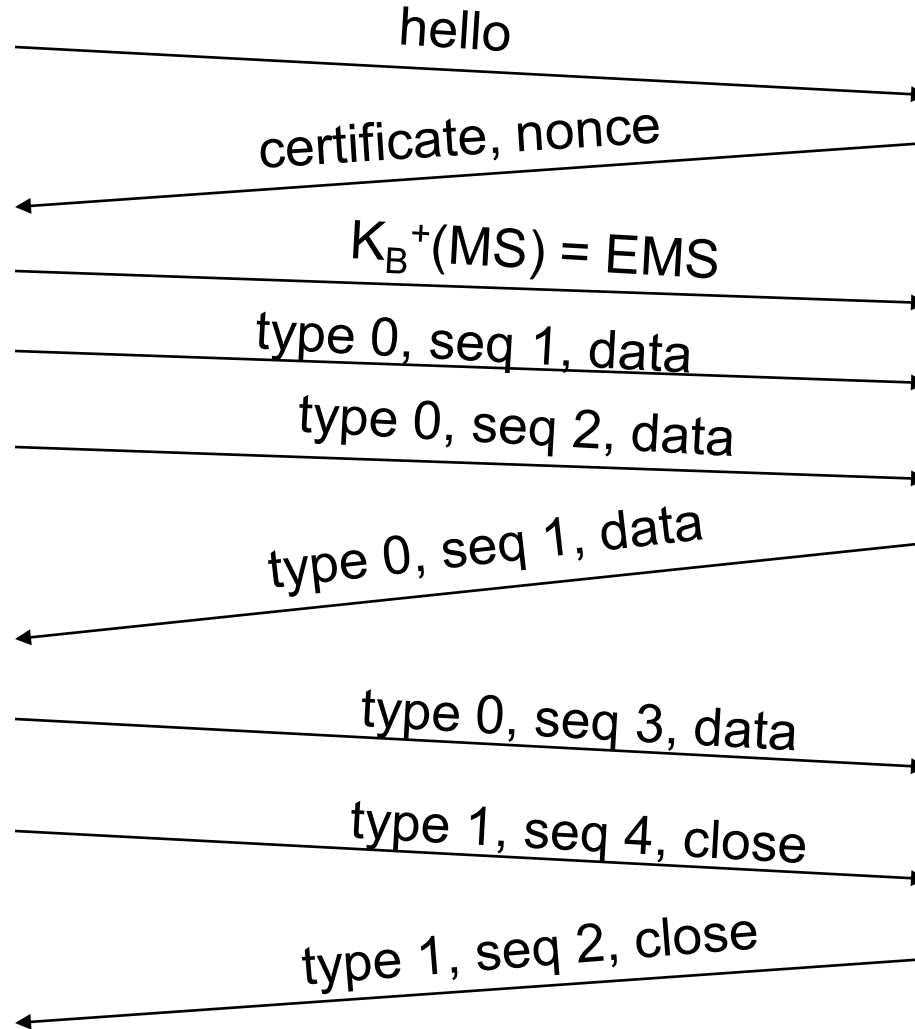 hello
certificate, nonce
K_B⁺(MS) = EMS
type 0, seq 1, data
type 0, seq 2, data
type 0, seq 1, data
type 0, seq 3, data
type 1, seq 4, close
type 1, seq 2, close